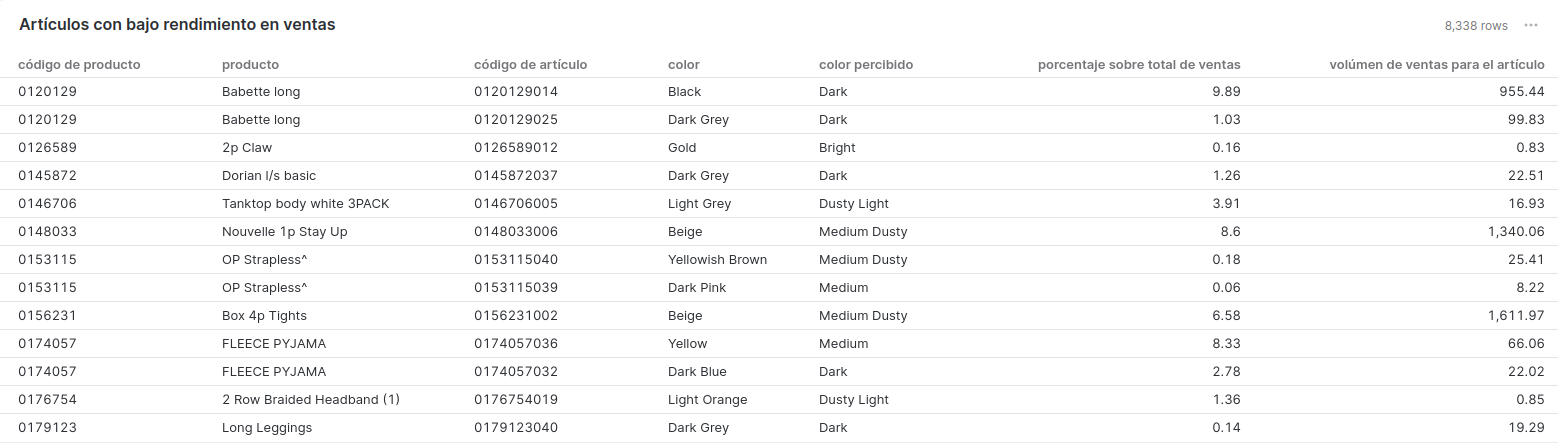 Artículos con bajo rendimiento en ventas 8,338 rows ...
código de producto producto código de artículo color color percibido porcentaje sobre total de ventas volúmen de ventas para el artículo
0120129 Babette long 0120129014 Black Dark 9.89 955.44
0120129 Babette long 0120129025 Dark Grey Dark 1.03 99.83
0126589 2p Claw 0126589012 Gold Bright 0.16 0.83
0145872 Dorian l/s basic 0145872037 Dark Grey Dark 1.26 22.51
0146706 Tanktop body white 3PACK 0146706005 Light Grey Dusty Light 3.91 16.93
0148033 Nouvelle 1p Stay Up 0148033006 Beige Medium Dusty 8.6 1,340.06
0153115 OP Strapless^ 0153115040 Yellowish Brown Medium Dusty 0.18 25.41
0153115 OP Strapless^ 0153115039 Dark Pink Medium 0.06 8.22
0156231 Box 4p Tights 0156231002 Beige Medium Dusty 6.58 1,611.97
0174057 FLEECE PYJAMA 0174057036 Yellow Medium 8.33 66.06
0174057 FLEECE PYJAMA 0174057032 Dark Blue Dark 2.78 22.02
0176754 2 Row Braided Headband (1) 0176754019 Light Orange Dusty Light 1.36 0.85
0179123 Long Leggings 0179123040 Dark Grey Dark 0.14 19.29